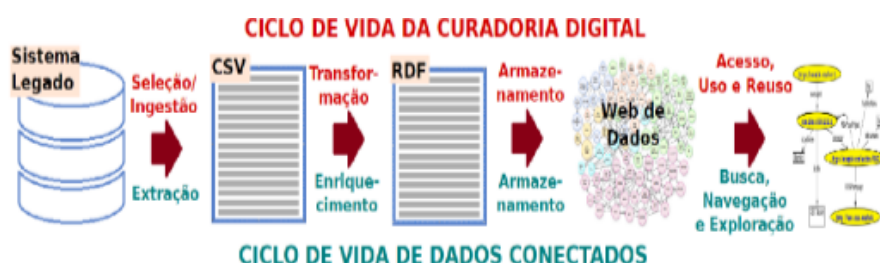 CICLO DE VIDA DA CURADORIA DIGITAL
Sistema
Legado
Seleção/
Ingestão
Extração
CSV
Transfor-
mação
Enrique-
cimento
RDF
Armaze-
namento
Armaze-
namento
Web de
Dados
Acesso,
Uso e Reuso
Busca,
Navegação
e Exploração
CICLO DE VIDA DE DADOS CONECTADOS